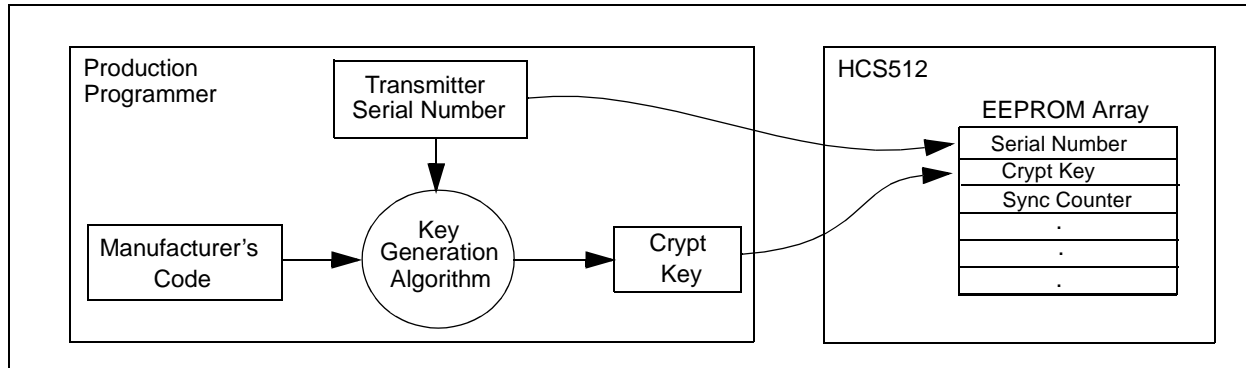 Production
Programmer
Transmitter
Serial Number
Manufacturer's
Code
Key
Generation
Algorithm
Crypt
Key
HCS512
EEPROM Array
Serial Number
Crypt Key
Sync Counter
.
.
.